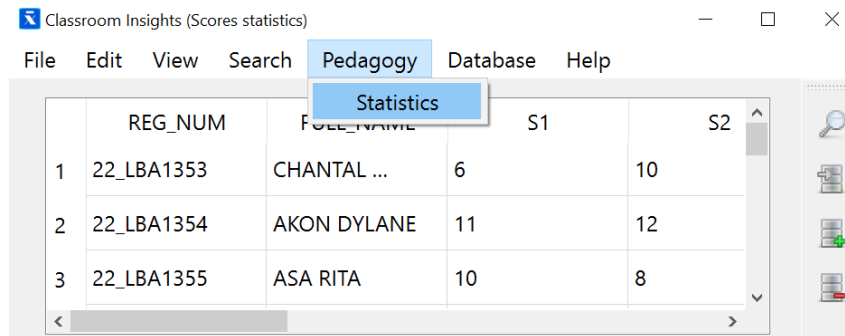 Classroom Insights (Scores statistics)
File Edit View Search Pedagogy Database Help
Statistics
REG_NUM FULL_NAME S1 S2
1 22_LBA1353 CHANTAL ... 6 10
2 22_LBA1354 AKON DYLANE 11 12
3 22_LBA1355 ASA RITA 10 8